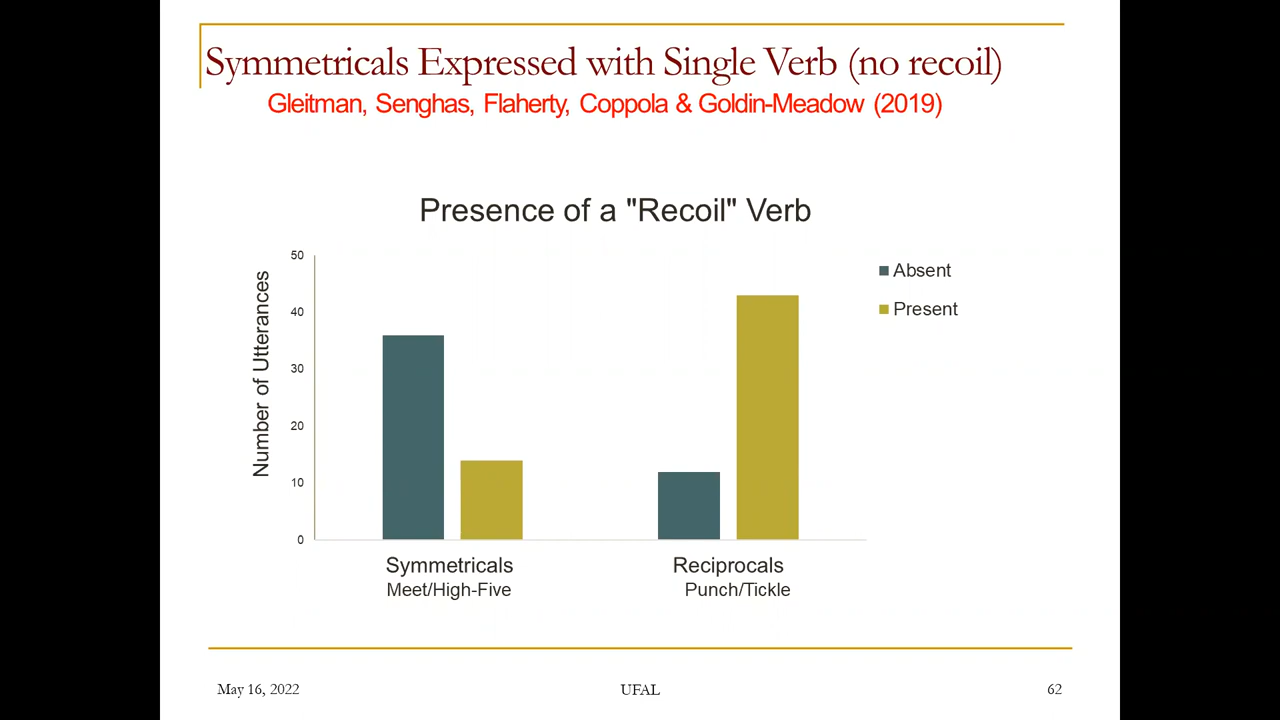 Symmetricals Expressed with Single Verb (no recoil)
Gleitman, Senghas, Flaherty, Coppola & Goldin-Meadow (2019)
Presence of a "Recoil" Verb
Number of Utterances
50
40
30
20
10
0
Absent
Present
Symmetricals
Meet/High-Five
Reciprocals
Punch/Tickle
May 16, 2022
UFAL
62